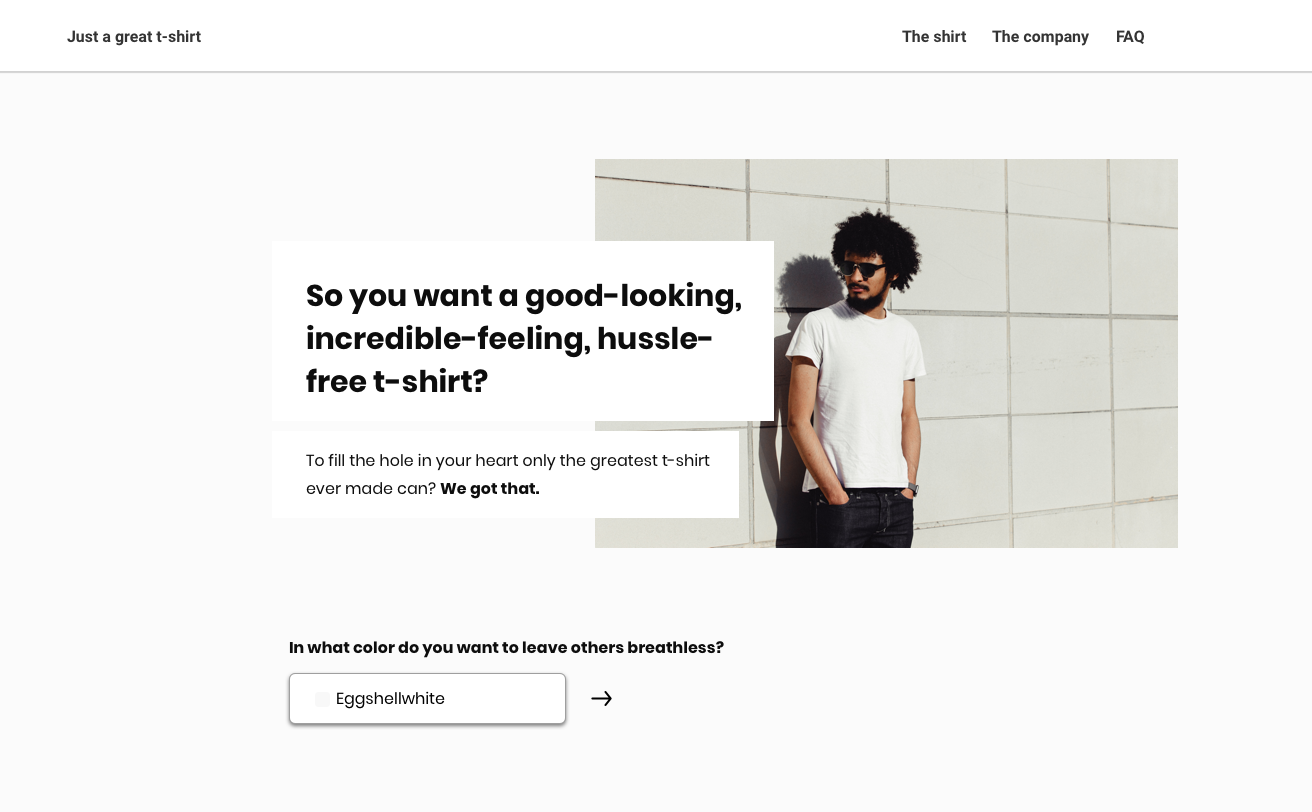 Just a great t-shirt
The shirt
The company
FAQ
So you want a good-looking,
incredible-feeling, hussle-
free t-shirt?
To fill the hole in your heart only the greatest t-shirt
ever made can? We got that.
In what color do you want to leave others breathless?
Eggshellwhite